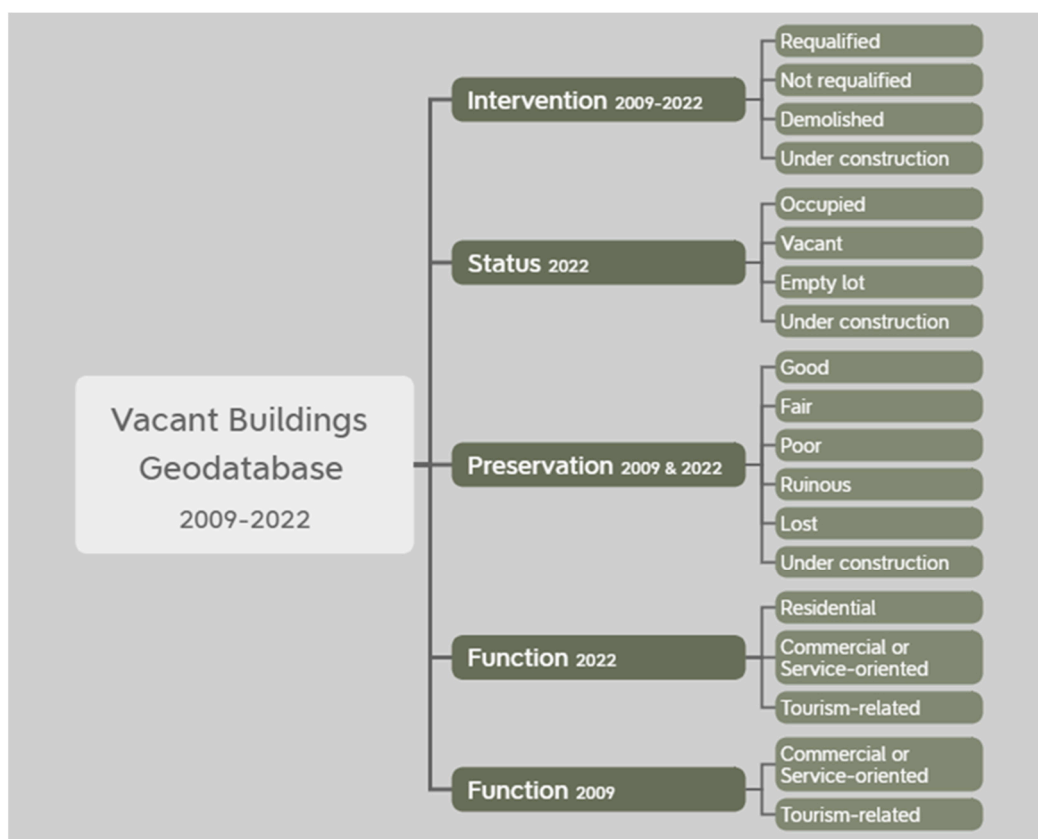 Vacant Buildings
Geodatabase
2009-2022
Intervention 2009-2022
Requalified
Not requalified
Demolished
Under construction
Status 2022
Occupied
Vacant
Empty lot
Under construction
Preservation 2009 & 2022
Good
Fair
Poor
Ruinous
Lost
Under construction
Function 2022
Residential
Commercial or
Service-oriented
Tourism-related
Function 2009
Commercial or
Service-oriented
Tourism-related